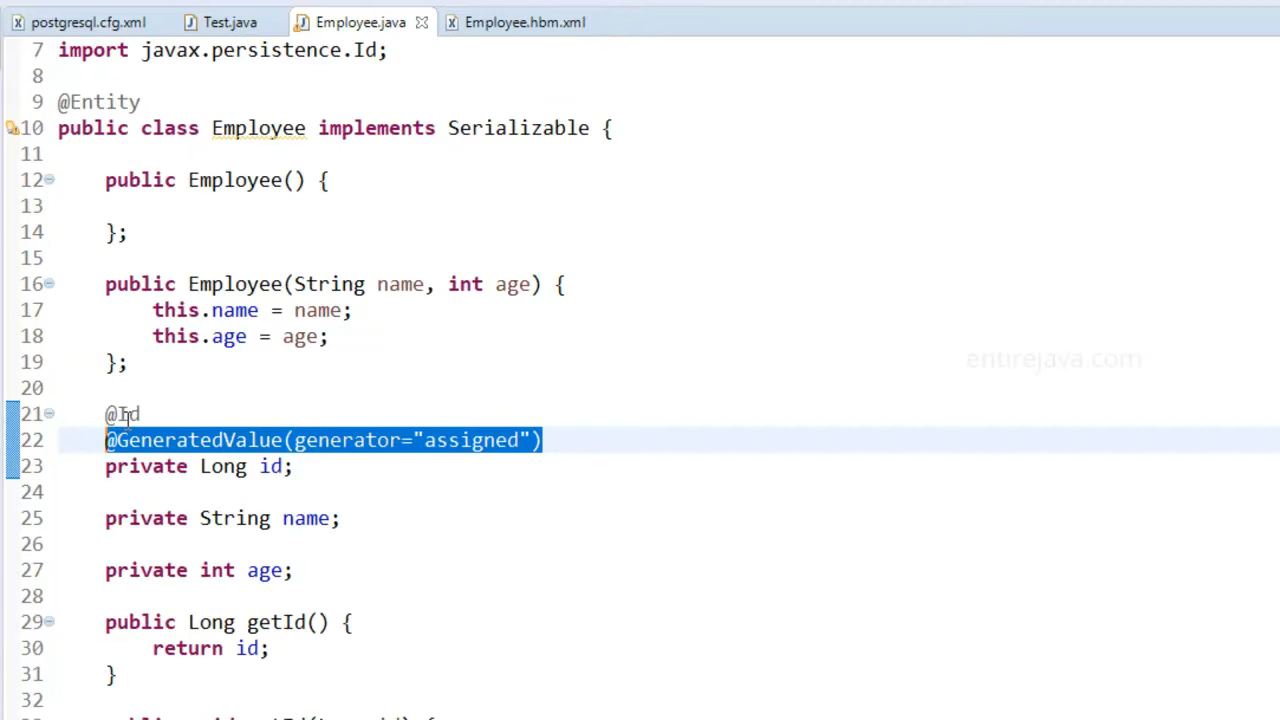 postgresql.cfg.xml Test.java Employee.java Employee.hbm.xml
7 import javax.persistence.Id;
8
9 @Entity
10 public class Employee implements Serializable {
11
12 public Employee() {
13
14 };
15
16 public Employee(String name, int age) {
17 this.name = name;
18 this.age = age;
19 };
entirejava.com
20
21 @Id
22 @GeneratedValue(generator="assigned")
23 private Long id;
24
25 private String name;
26
27 private int age;
28
29 public Long getId() {
30 return id;
31 }
32